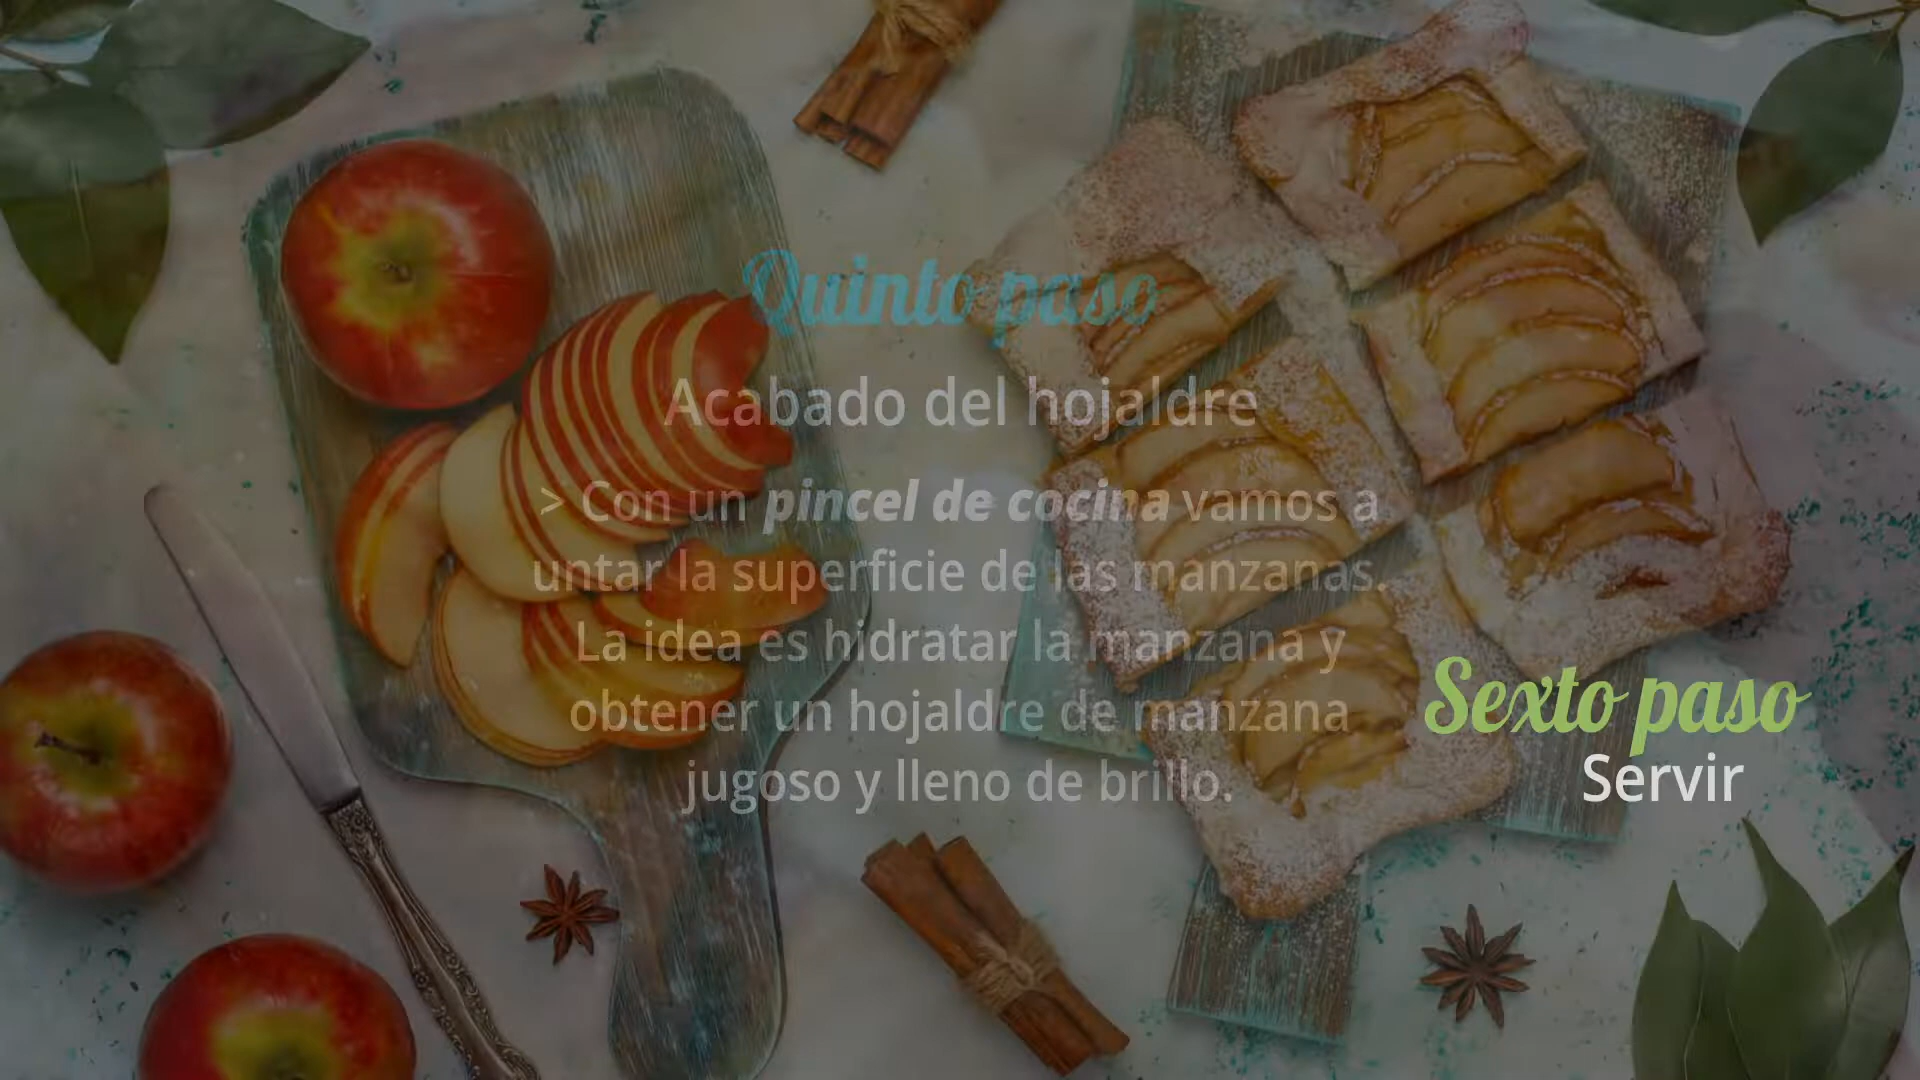 Quinto paso
Acabado del hojaldre
> Con un pincel de cocina vamos a
untar la superficie de las manzanas.
La idea es hidratar la manzana y
obtener un hojaldre de manzana
jugoso y lleno de brillo.
Sexto paso
Servir